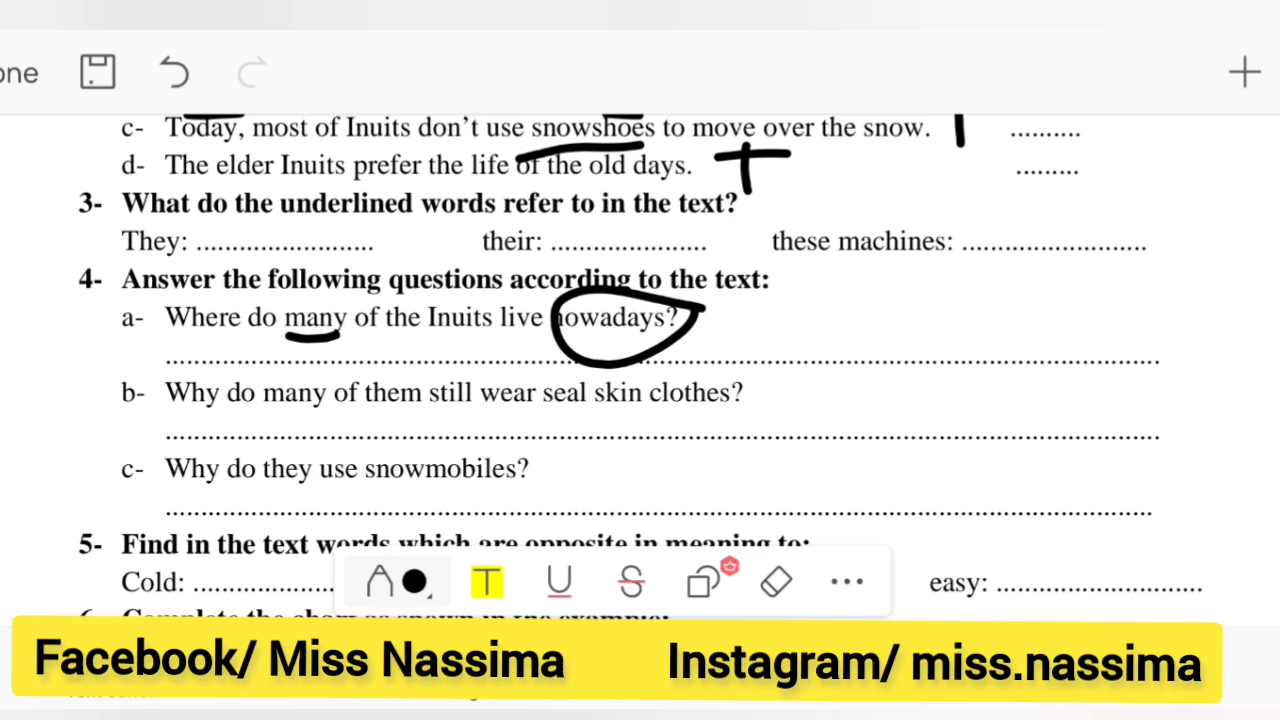 one
c- Today, most of Inuits don’t use snowshoes to move over the snow. ..........
d- The elder Inuits prefer the life of the old days. .........
3- What do the underlined words refer to in the text?
They: ........................ their: ..................... these machines: .........................
4- Answer the following questions according to the text:
a- Where do many of the Inuits live nowadays?
b- Why do many of them still wear seal skin clothes?
c- Why do they use snowmobiles?
5- Find in the text words which are opposite in meaning to:
Cold: .................... easy: ............................
T U S
Facebook/ Miss Nassima Instagram/ miss.nassima